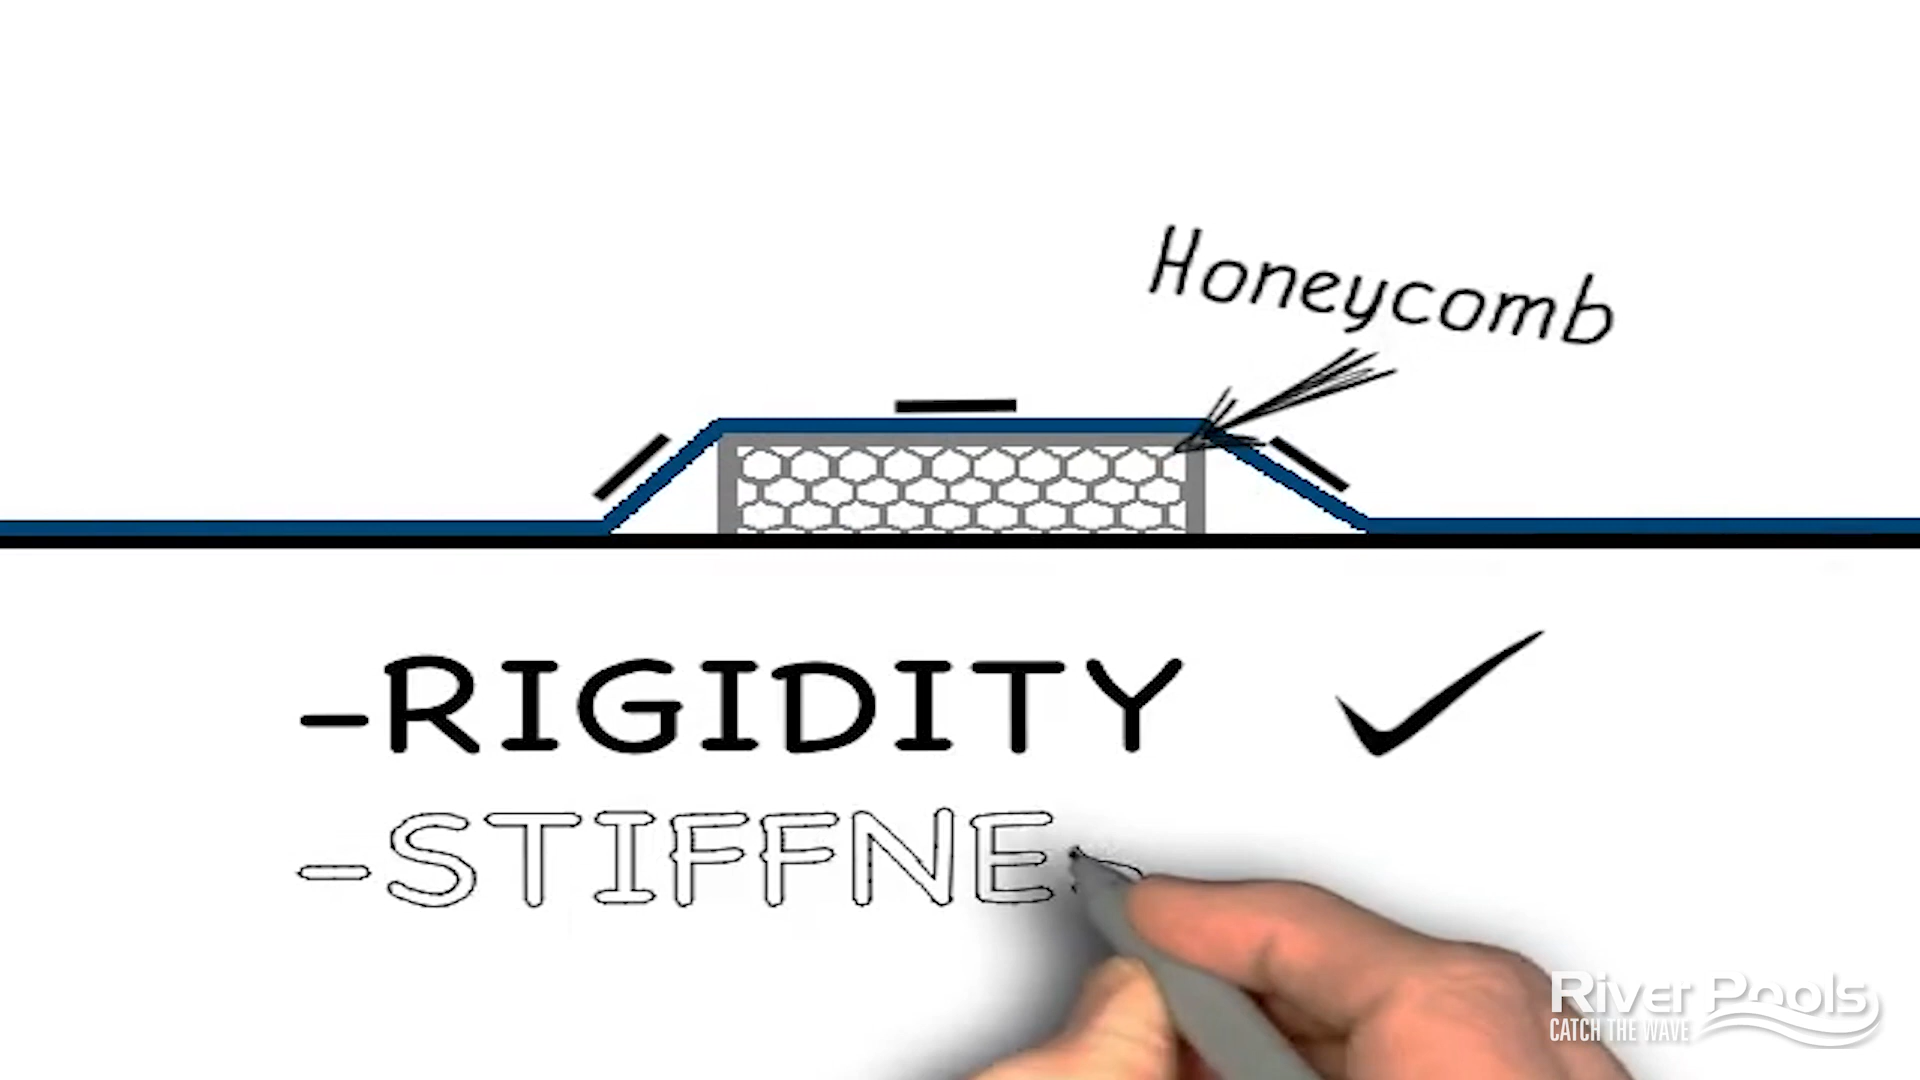 Honeycomb
-RIGIDITY
-STIFFNE
River Pools
CATCH THE WAVE